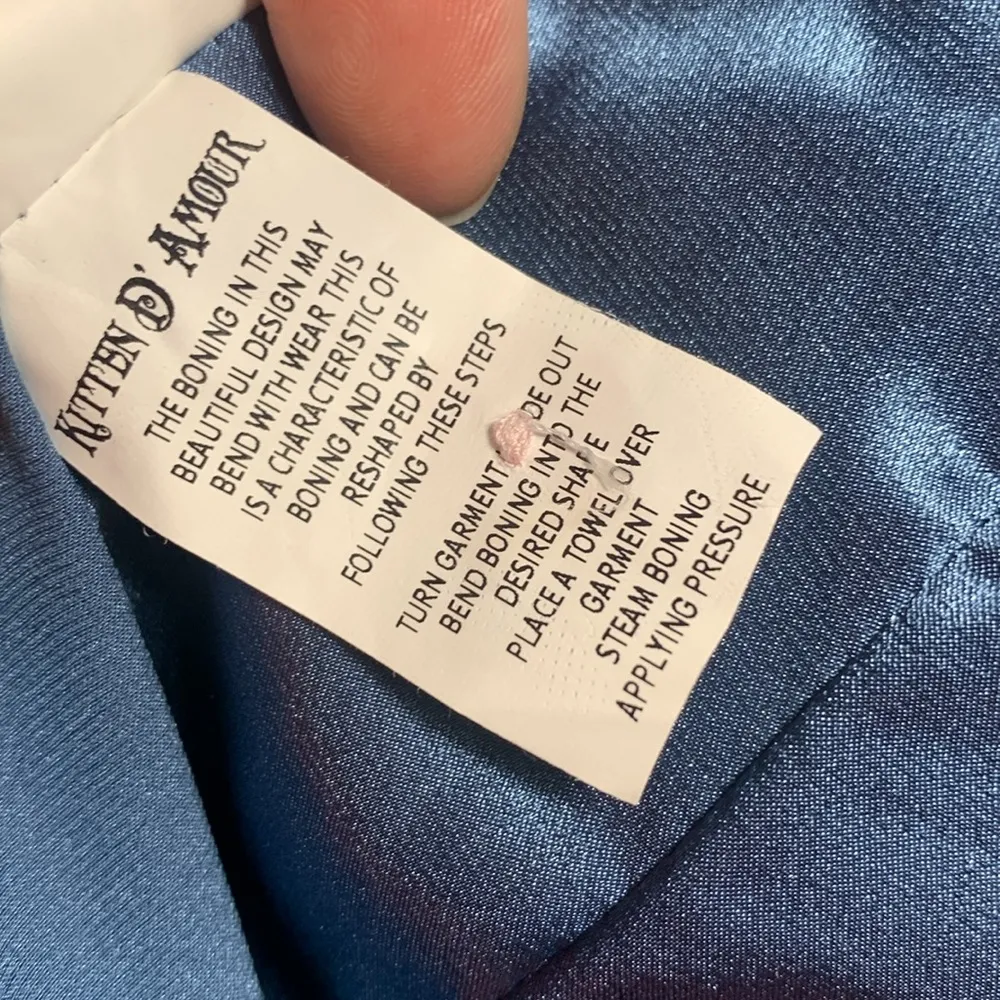 KITTEN D'AMOUR
THE BONING IN THIS
BEAUTIFUL DESIGN MAY
BEND WITH WEAR THIS
IS A CHARACTERISTIC OF
BONING AND CAN BE
RESHAPED BY
FOLLOWING THESE STEPS
TURN GARMENT DE OUT
BEND BONING INTO THE
DESIRED SHAPE
PLACE A TOWEL OVER
GARMENT
STEAM BONING
APPLYING PRESSURE